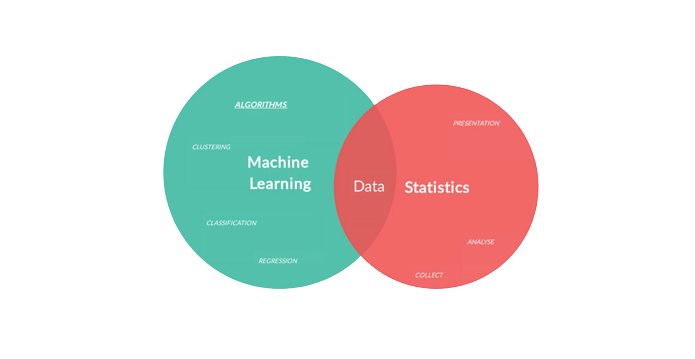 ALGORITHMS
PRESENTATION
CLUSTERING
Machine
Learning
Data
Statistics
CLASSIFICATION
ANALYSE
REGRESSION
COLLECT